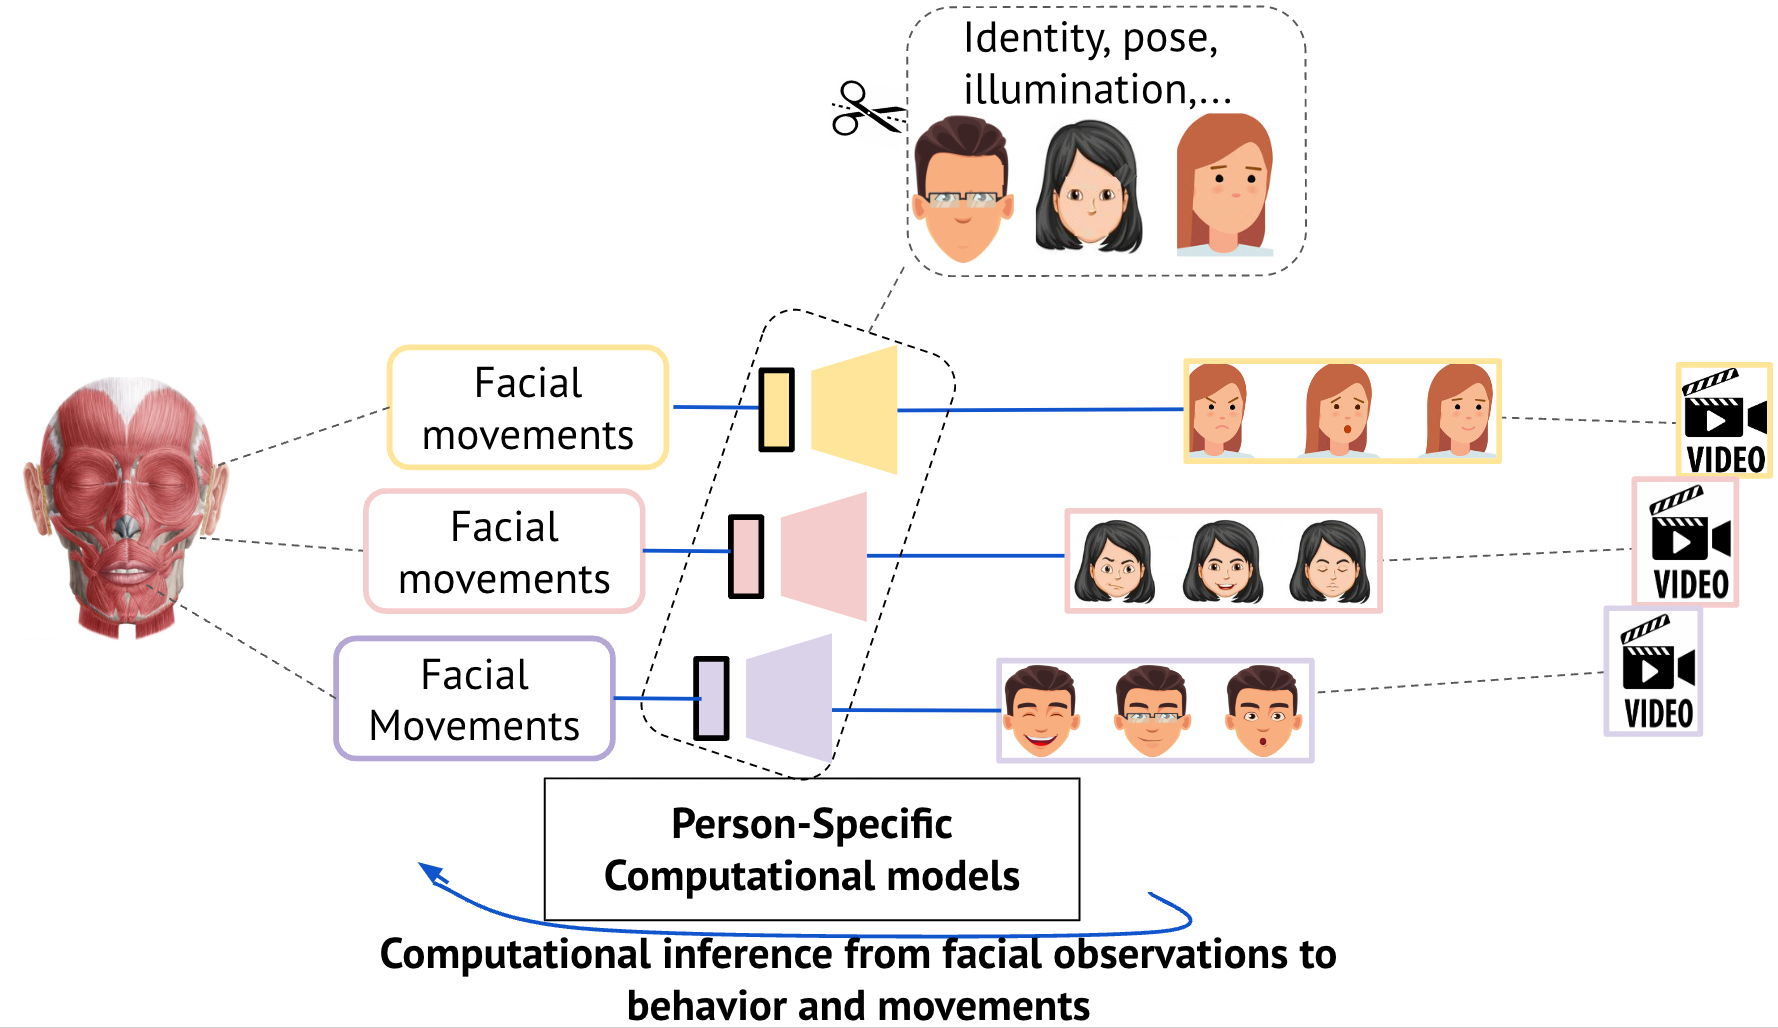 Identity, pose,
illumination,...
Facial
movements
VIDEO
Facial
movements
VIDEO
Facial
Movements
VIDEO
Person-Specific
Computational models
Computational inference from facial observations to
behavior and movements